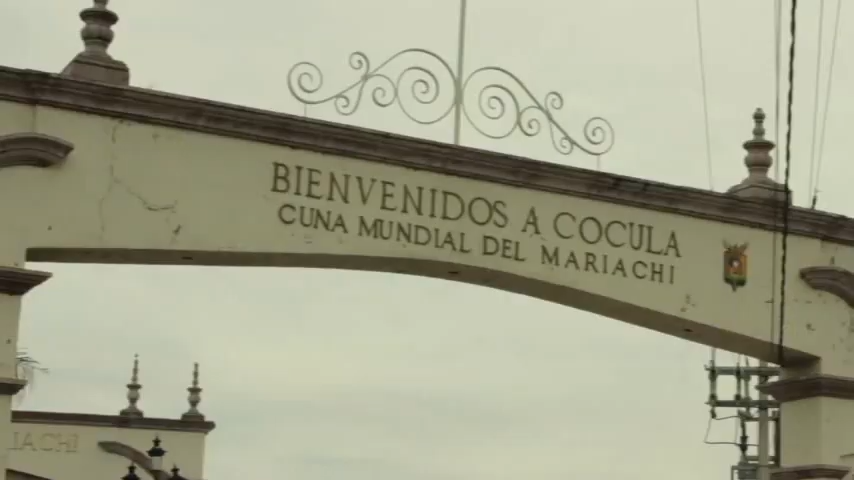 BIENVENIDOS A COCULA
CUNA MUNDIAL DEL MARIACHI
IACHI